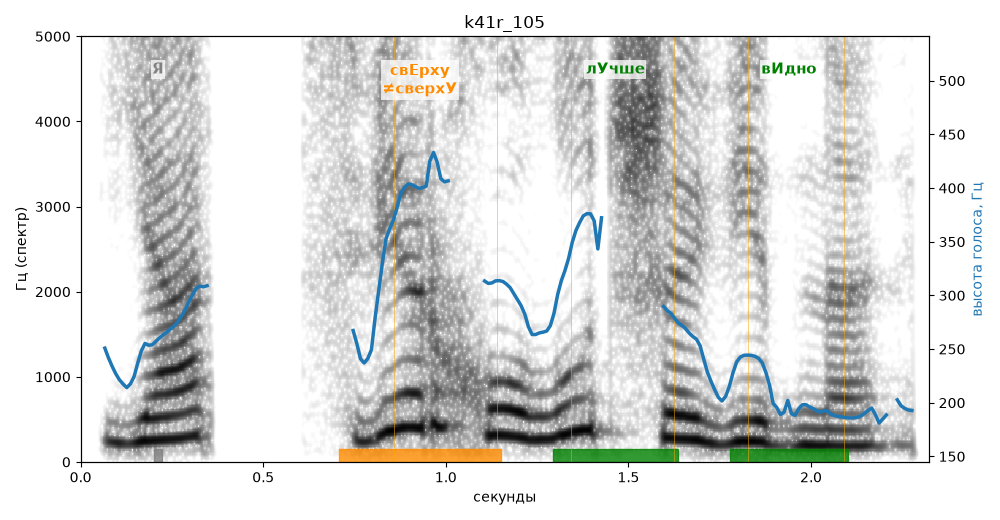 k41r_105
Я
свЕрху
≠сверхУ
лУчше
вИдно
Гц (спектр)
5000
4000
3000
2000
1000
0
500
450
400
350
300
250
200
150
высота голоса, Гц
0.0 0.5 1.0 1.5 2.0
секунды